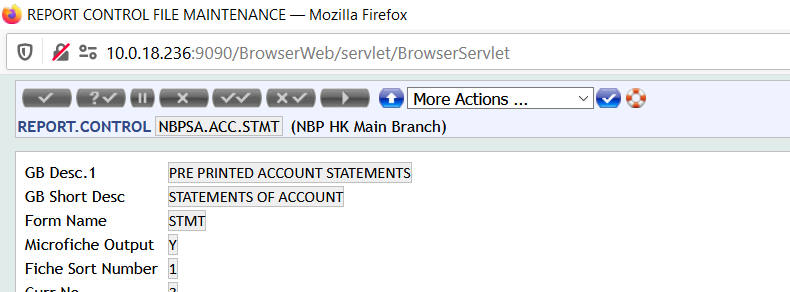 REPORT CONTROL FILE MAINTENANCE — Mozilla Firefox
10.0.18.236:9090/BrowserWeb/servlet/BrowserServlet
More Actions ...
REPORT.CONTROL NBPSA.ACC.STMT (NBP HK Main Branch)
GB Desc.1 PRE PRINTED ACCOUNT STATEMENTS
GB Short Desc STATEMENTS OF ACCOUNT
Form Name STMT
Microfiche Output Y
Fiche Sort Number 1
Curr No